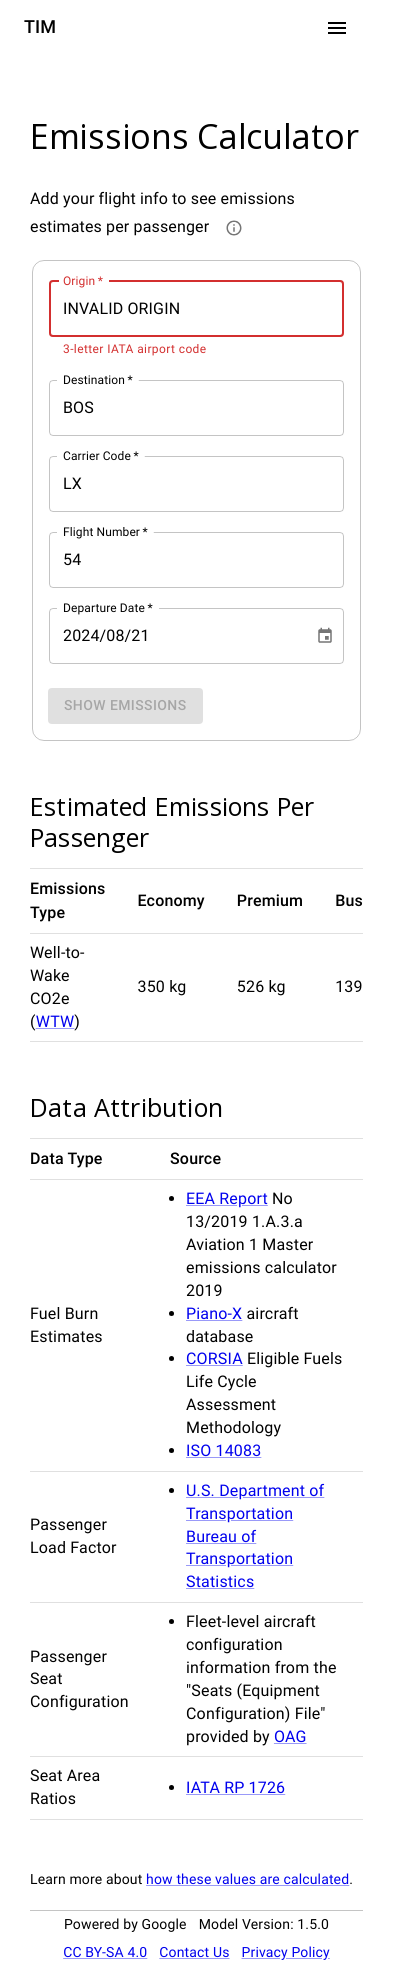 TIM
Emissions Calculator
Add your flight info to see emissions
estimates per passenger
Origin *
INVALID ORIGIN
3-letter IATA airport code
Destination *
BOS
Carrier Code *
LX
Flight Number *
54
Departure Date *
2024/08/21
SHOW EMISSIONS
Estimated Emissions Per
Passenger
Emissions
Type
Economy
Premium
Bus
Well-to-
Wake
CO2e
(WTW)
350 kg
526 kg
139
Data Attribution
Data Type
Source
Fuel Burn
Estimates
• EEA Report No
13/2019 1.A.3.a
Aviation 1 Master
emissions calculator
2019
• Piano-X aircraft
database
• CORSIA Eligible Fuels
Life Cycle
Assessment
Methodology
• ISO 14083
Passenger
Load Factor
• U.S. Department of
Transportation
Bureau of
Transportation
Statistics
Passenger
Seat
Configuration
• Fleet-level aircraft
configuration
information from the
"Seats (Equipment
Configuration) File"
provided by OAG
Seat Area
Ratios
• IATA RP 1726
Learn more about how these values are calculated.
Powered by Google Model Version: 1.5.0
CC BY-SA 4.0 Contact Us Privacy Policy